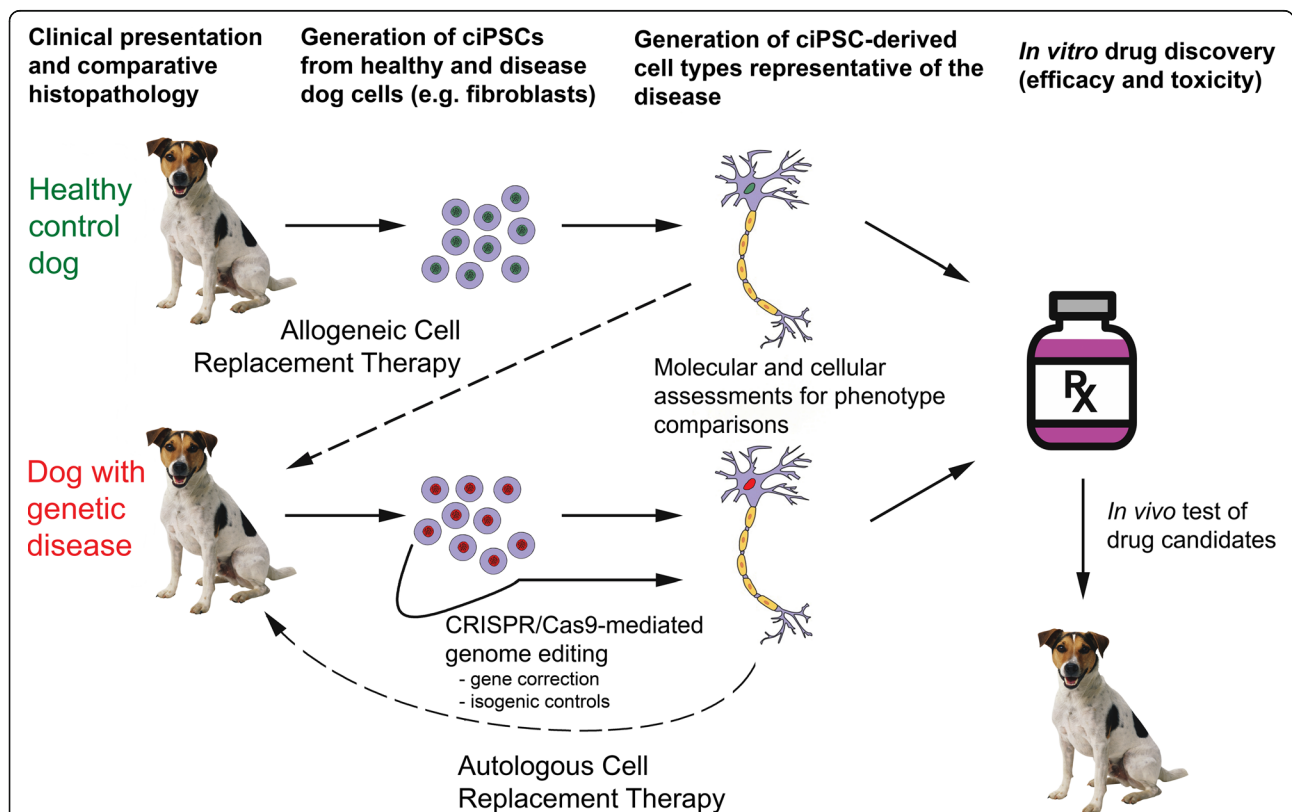 Clinical presentation
and comparative
histopathology
Generation of ciPSCs
from healthy and disease
dog cells (e.g. fibroblasts)
Generation of ciPSC-derived
cell types representative of the
disease
In vitro drug discovery
(efficacy and toxicity)
Healthy
control
dog
Allogeneic Cell
Replacement Therapy
Molecular and cellular
assessments for phenotype
comparisons
Rx
Dog with
genetic
disease
In vivo test of
drug candidates
CRISPR/Cas9-mediated
genome editing
- gene correction
- isogenic controls
Autologous Cell
Replacement Therapy